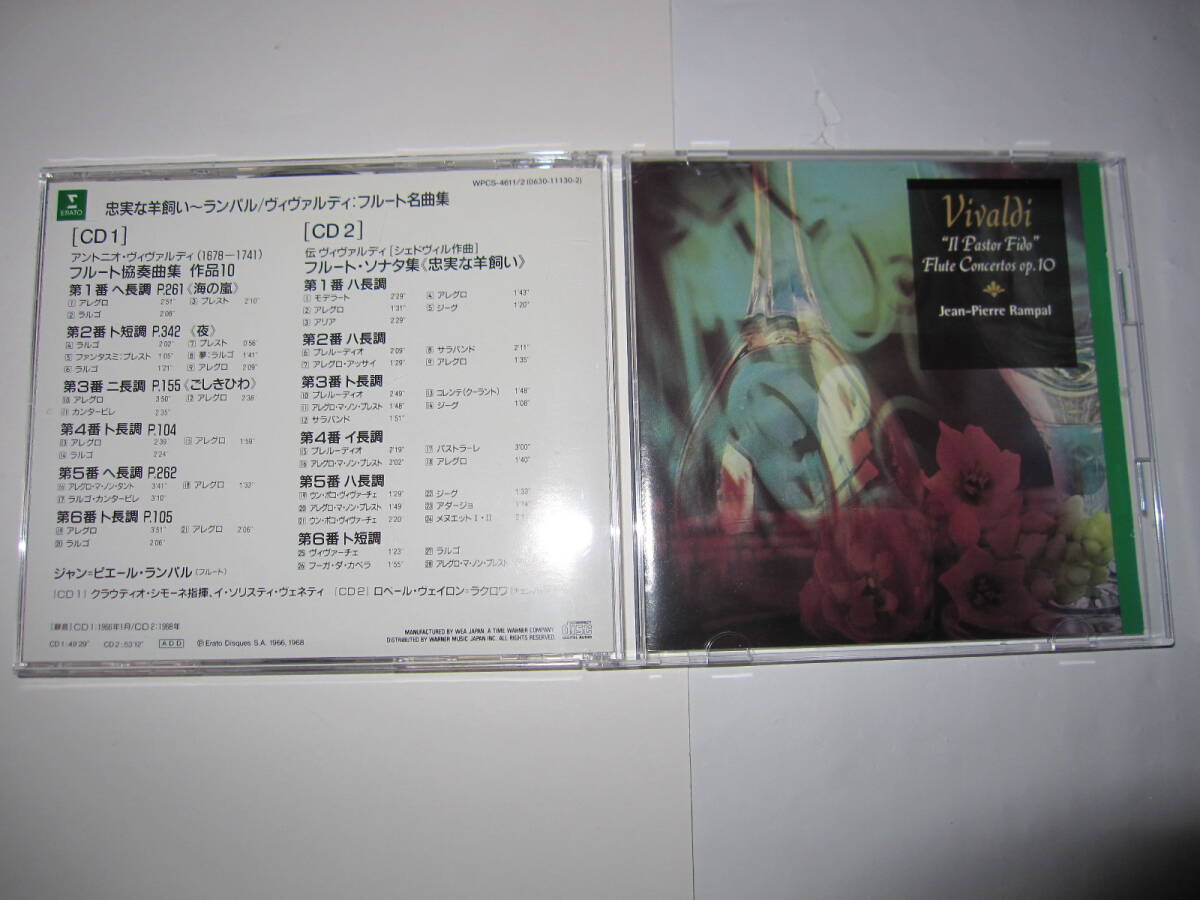 WPCS-4611/2 (0630-11130-2)
ERATO
忠実な羊飼い〜ランパル/ヴィヴァルディ:フルート名曲集
[CD1]
アントニオ・ヴィヴァルディ(1678−1741)
フルート協奏曲集 作品10
第1番ヘ長調 P.261《海の嵐》
1 アレグロ 2'51" 3 プレスト 2'10"
2 ラルゴ 2'08"
第2番ト短調 P.342 《夜》
4 ラルゴ 2'02" 7 プレスト 0'56"
5 ファンタスミ:プレスト 1'05" 8 夢:ラルゴ 1'41"
6 ラルゴ 1'21" 9 アレグロ 2'09"
第3番ニ長調 P.155《ごしきひわ》
10 アレグロ 3'50" 12 アレグロ 2'38"
11 カンタービレ 2'35"
第4番ト長調 P.104
13 アレグロ 2'39" 15 アレグロ 1'59"
14 ラルゴ 2'24"
第5番ヘ長調 P.262
16 アレグロ・マ・ノン・タント 3'41" 18 アレグロ 1'32"
17 ラルゴ・カンタービレ 3'10"
第6番ト長調 P.105
19 アレグロ 3'51" 21 アレグロ 2'06"
20 ラルゴ 2'06"
[CD2]
伝 ヴィヴァルディ[シェドヴィル作曲]
フルート・ソナタ集《忠実な羊飼い》
第1番ハ長調
1 モデラート 2'29" 4 アレグロ 1'43"
2 アレグロ 1'31" 5 ジーグ 1'20"
3 アリア 2'29"
第2番ハ長調
6 プレルーディオ 2'09" 8 サラバンド 2'11"
7 アレグロ・アッサイ 1'29" 9 アレグロ 1'35"
第3番ト長調
10 プレルーディオ 2'49" 13 コレンテ(クーラント) 1'48"
11 アレグロ・マ・ノン・プレスト 1'48" 14 ジーグ 1'08"
12 サラバンド 1'51"
第4番イ長調
15 プレルーディオ 2'19" 17 パストラーレ 3'00"
16 アレグロ・マ・ノン・プレスト 2'02" 18 アレグロ 1'40"
第5番ハ長調
19 ウン・ポコ・ヴィヴァーチェ 1'29" 22 ジーグ 1'33"
20 アレグロ・マ・ノン・プレスト 1'49 23 アダージョ 1'14"
21 ウン・ポコ・ヴィヴァーチェ 2'20 24 メヌエットI・II
第6番ト短調
25 ヴィヴァーチェ 1'23" 27 ラルゴ
26 フーガ・ダ・カペラ 1'55" 28 アレグロ・マ・ノン・プレスト
ジャン=ピエール・ランパル(フルート)
[CD1]クラウディオ・シモーネ指揮、イ・ソリスティ・ヴェネティ [CD2]ロベール・ヴェイロン=ラクロワ
[録音]CD1:1966年1月/CD2:1968年
CD1:49'29" CD2:53'12" ADD ℗ Erato Disques S.A. 1966, 1968
MANUFACTURED BY WEA JAPAN. A TIME WARNER COMPANY
DISTRIBUTED BY WARNER MUSIC JAPAN INC. ALL RIGHTS RESERVED.
COMPACT disc DIGITAL AUDIO
Vivaldi
"Il Pastor Fido"
Flute Concertos op.10
Jean-Pierre Rampal